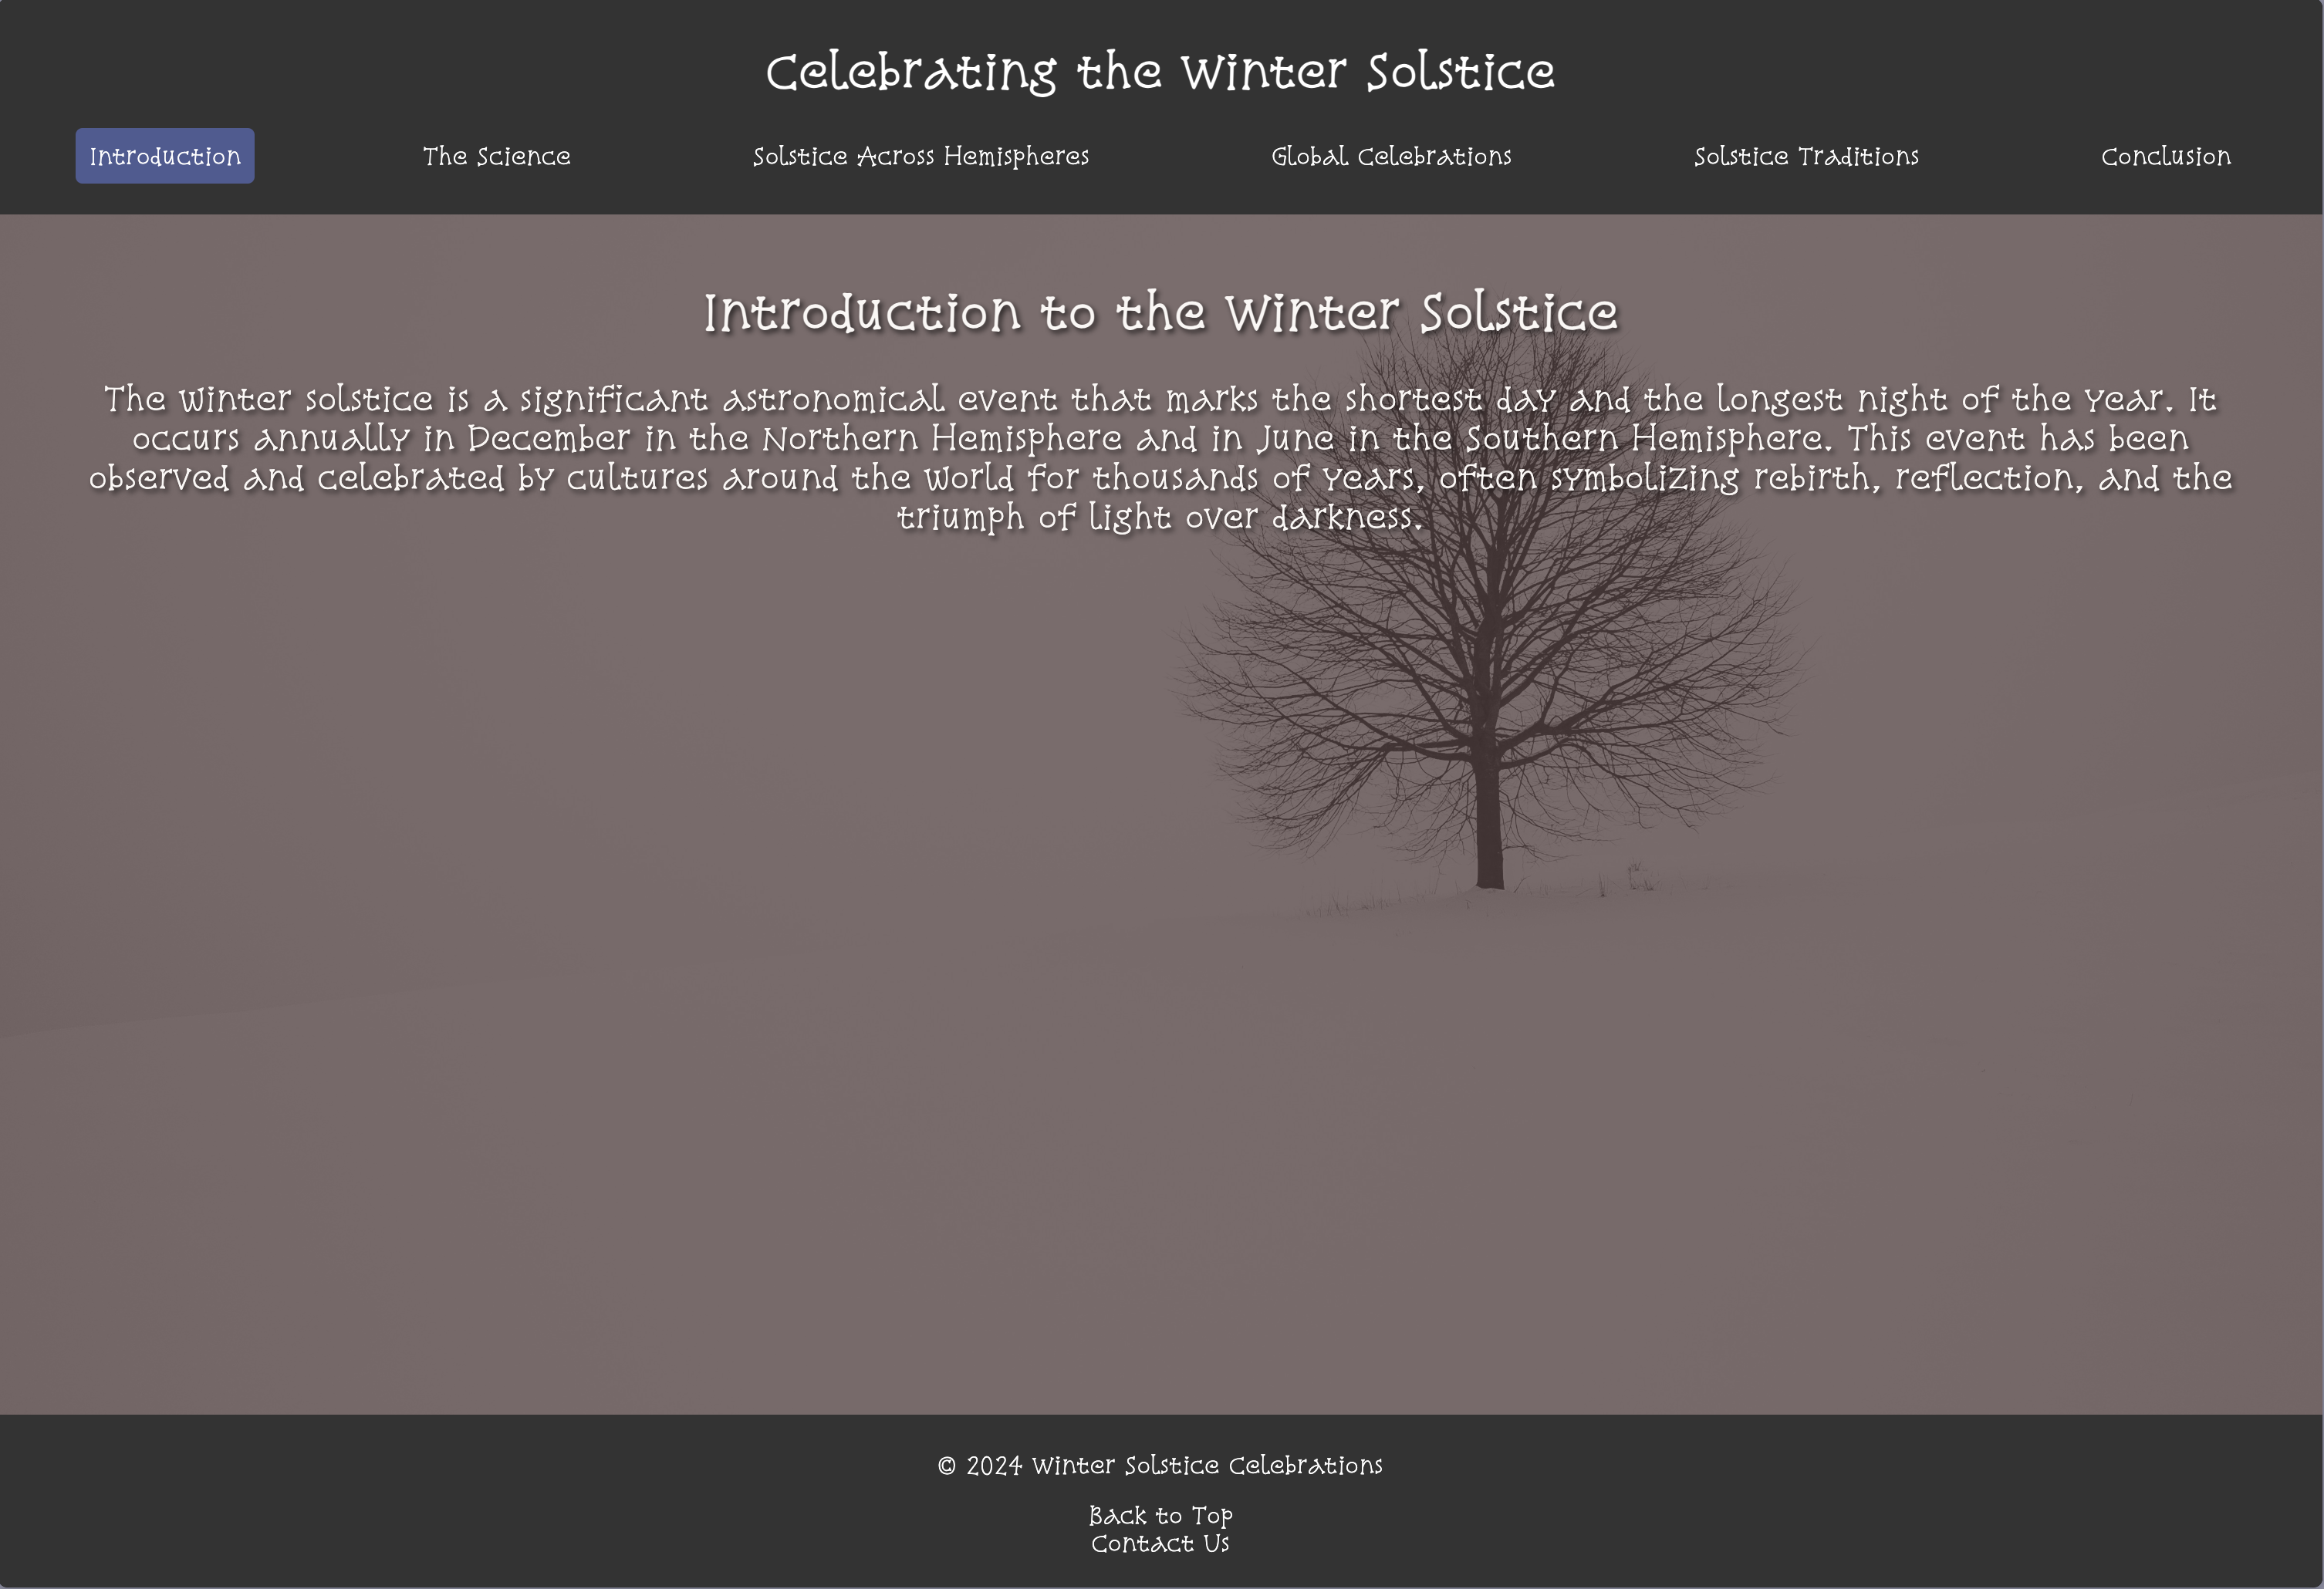 Celebrating the Winter Solstice
Introduction
The Science
Solstice Across Hemispheres
Global Celebrations
Solstice Traditions
Conclusion
Introduction to the Winter Solstice
The winter solstice is a significant astronomical event that marks the shortest day and the longest night of the year. It
occurs annually in December in the Northern Hemisphere and in June in the Southern Hemisphere. This event has been
observed and celebrated by cultures around the world for thousands of years, often symbolizing rebirth, reflection, and the
triumph of light over darkness.
© 2024 Winter Solstice Celebrations
Back to Top
Contact Us